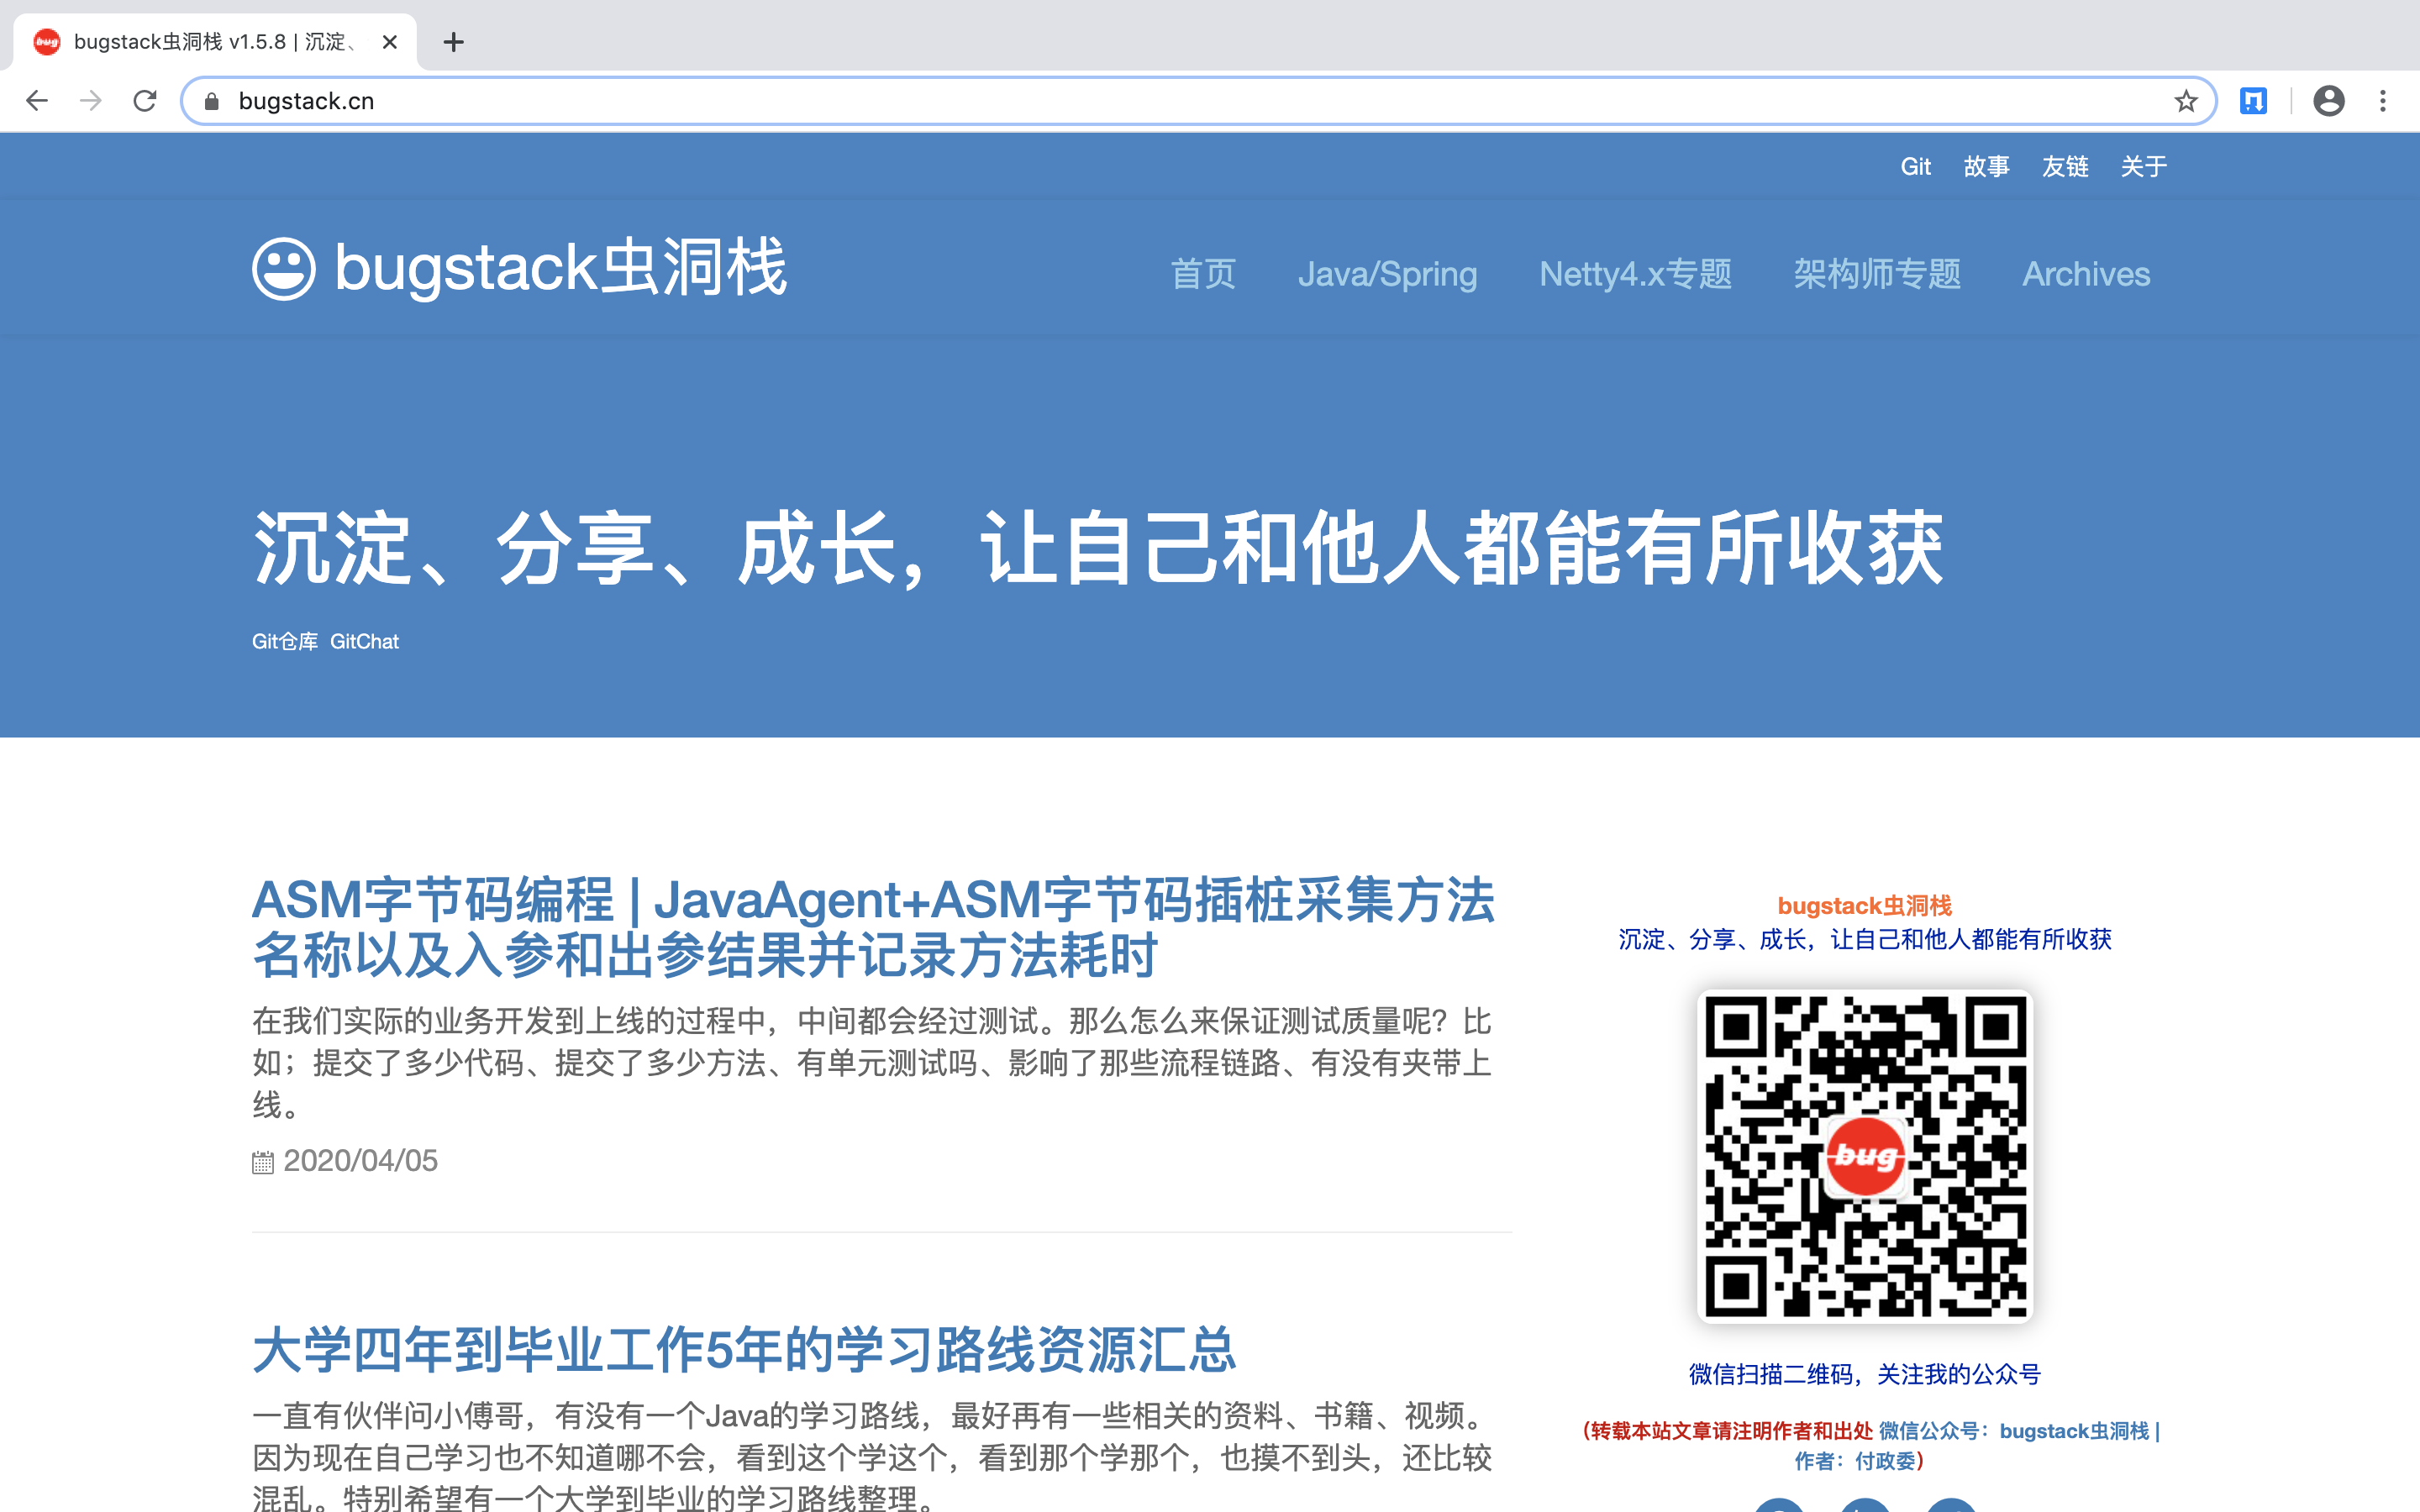 bugstack虫洞栈 v1.5.8 | 沉淀、
bugstack.cn
Git 故事 友链 关于
bugstack虫洞栈
首页 Java/Spring Netty4.x专题 架构师专题 Archives
沉淀、分享、成长，让自己和他人都能有所收获
Git仓库 GitChat
ASM字节码编程 | JavaAgent+ASM字节码插桩采集方法
名称以及入参和出参结果并记录方法耗时
在我们实际的业务开发到上线的过程中，中间都会经过测试。那么怎么来保证测试质量呢？比
如；提交了多少代码、提交了多少方法、有单元测试吗、影响了那些流程链路、有没有夹带上
线。
2020/04/05
大学四年到毕业工作5年的学习路线资源汇总
一直有伙伴问小傅哥，有没有一个Java的学习路线，最好再有一些相关的资料、书籍、视频。
因为现在自己学习也不知道哪不会，看到这个学这个，看到那个学那个，也摸不到头，还比较
混乱。特别希望有一个大学到毕业的学习路线整理。
bugstack虫洞栈
沉淀、分享、成长，让自己和他人都能有所收获
bug
微信扫描二维码，关注我的公众号
（转载本站文章请注明作者和出处 微信公众号：bugstack虫洞栈 |
作者：付政委）